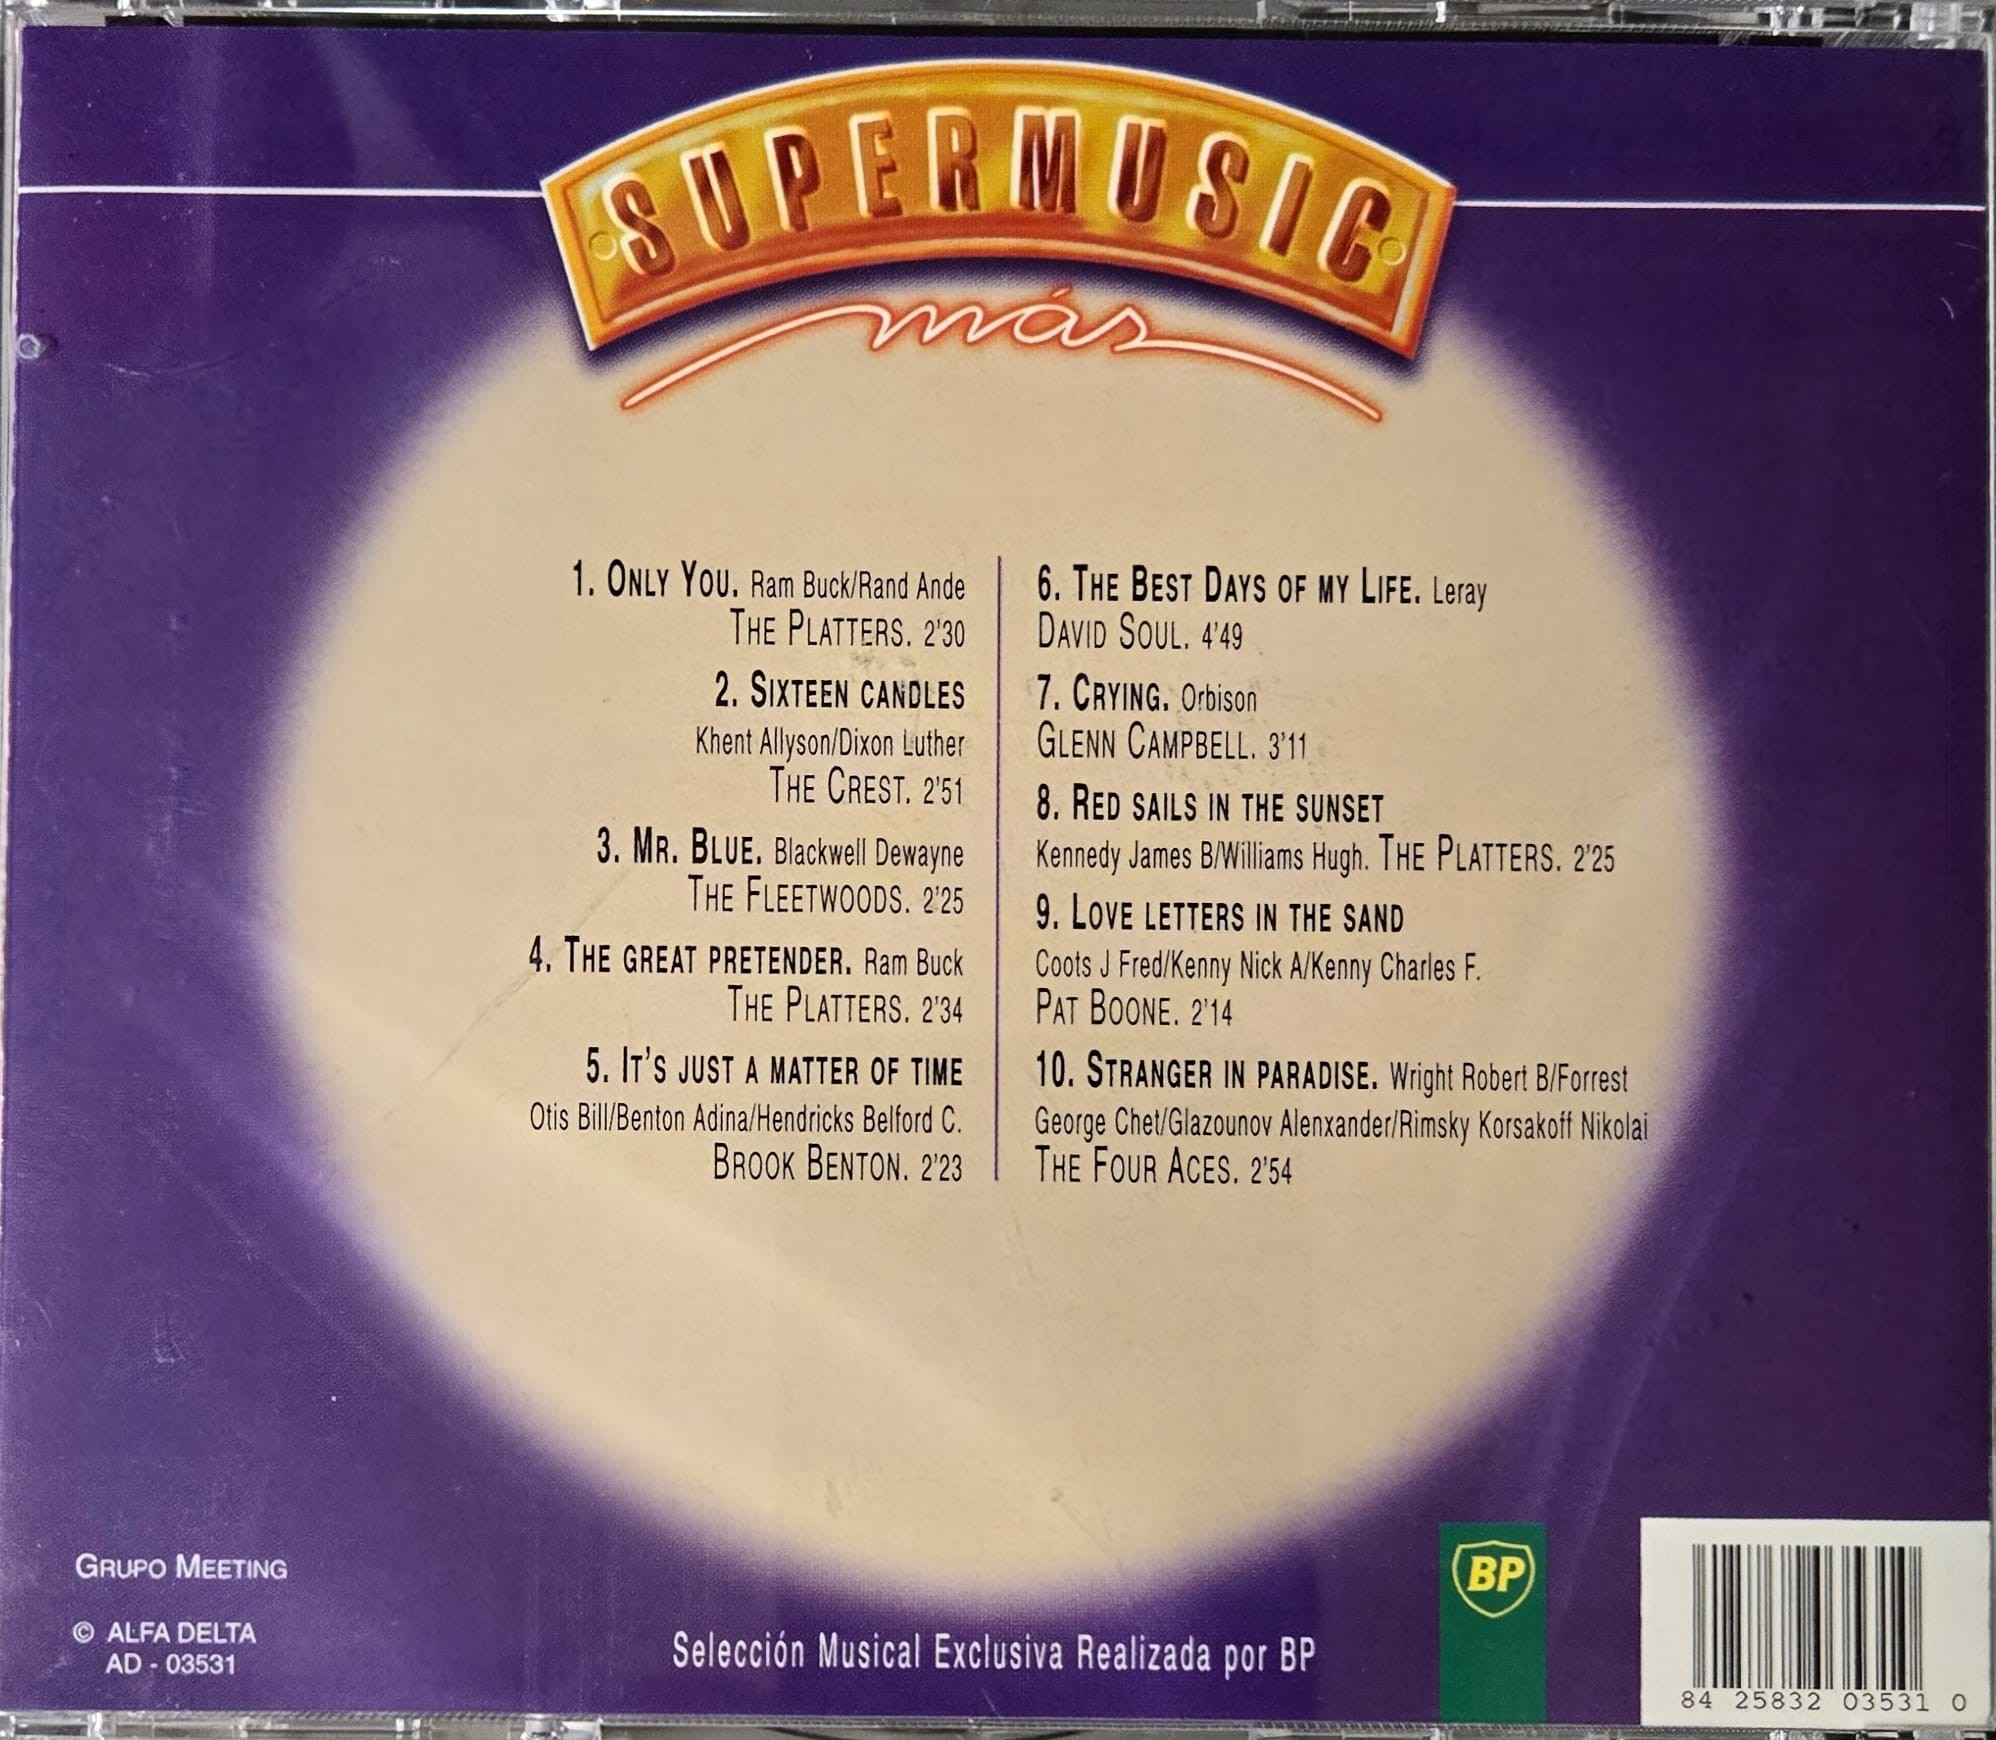 SUPERMUSIC
más
1. ONLY YOU. Ram Buck/Rand Ande
THE PLATTERS. 2'30
2. SIXTEEN CANDLES
Khent Allyson/Dixon Luther
THE CREST. 2'51
3. MR. BLUE. Blackwell Dewayne
THE FLEETWOODS. 2'25
4. THE GREAT PRETENDER. Ram Buck
THE PLATTERS. 2'34
5. IT'S JUST A MATTER OF TIME
Otis Bill/Benton Adina/Hendricks Belford C.
BROOK BENTON. 2'23
6. THE BEST DAYS OF MY LIFE. Leray
DAVID SOUL. 4'49
7. CRYING. Orbison
GLENN CAMPBELL. 3'11
8. RED SAILS IN THE SUNSET
Kennedy James B/Williams Hugh. THE PLATTERS. 2'25
9. LOVE LETTERS IN THE SAND
Coots J Fred/Kenny Nick A/Kenny Charles F.
PAT BOONE. 2'14
10. STRANGER IN PARADISE. Wright Robert B/Forrest
George Chet/Glazounov Alenxander/Rimsky Korsakoff Nikolai
THE FOUR ACES. 2'54
GRUPO MEETING
© ALFA DELTA
AD - 03531
Selección Musical Exclusiva Realizada por BP
BP
84 25832 03531 0